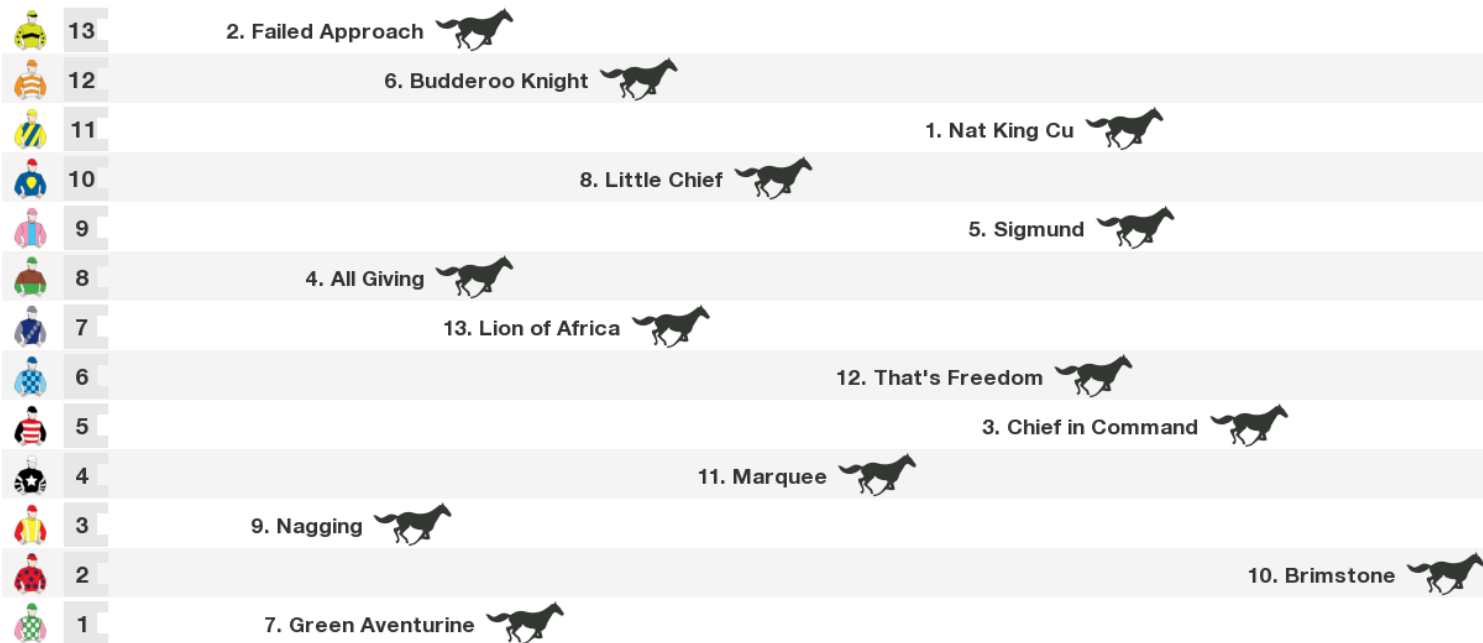 13 2. Failed Approach
12 6. Budderoo Knight
11 1. Nat King Cu
10 8. Little Chief
9 5. Sigmund
8 4. All Giving
7 13. Lion of Africa
6 12. That's Freedom
5 3. Chief in Command
4 11. Marquee
3 9. Nagging
2 10. Brimstone
1 7. Green Aventurine